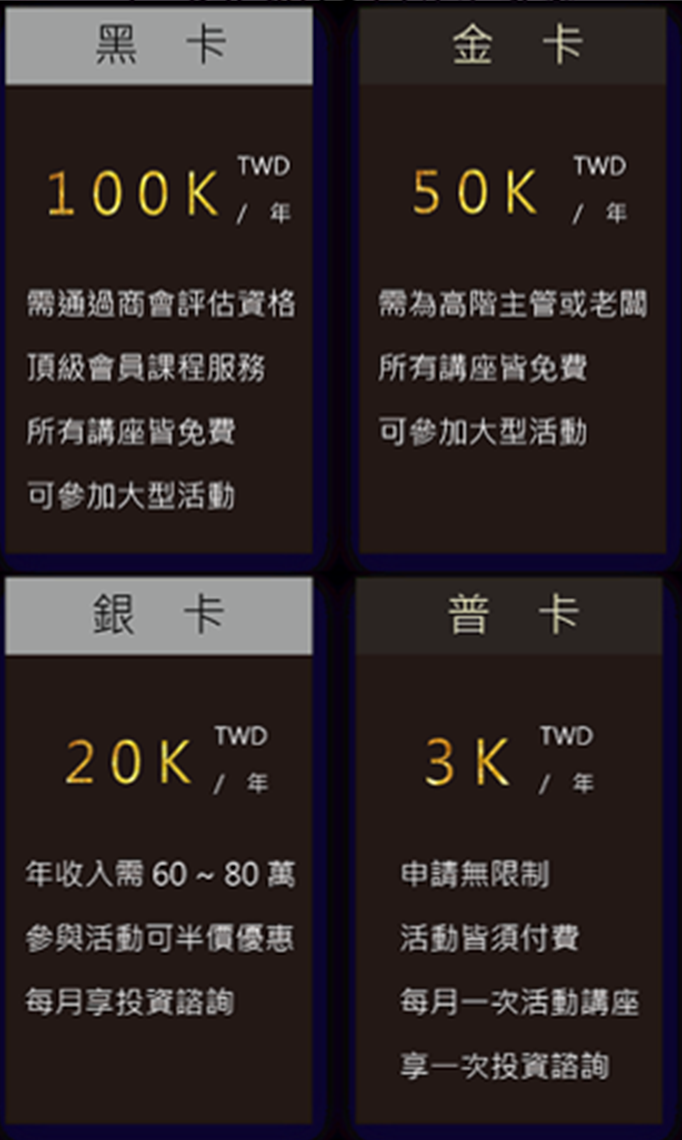 黑 卡
100K TWD
/ 年
需通過商會評估資格
頂級會員課程服務
所有講座皆免費
可參加大型活動
金 卡
50K TWD
/ 年
需為高階主管或老闆
所有講座皆免費
可參加大型活動
銀 卡
20K TWD
/ 年
年收入需 60 ~ 80 萬
參與活動可半價優惠
每月享投資諮詢
普 卡
3K TWD
/ 年
申請無限制
活動皆須付費
每月一次活動講座
享一次投資諮詢